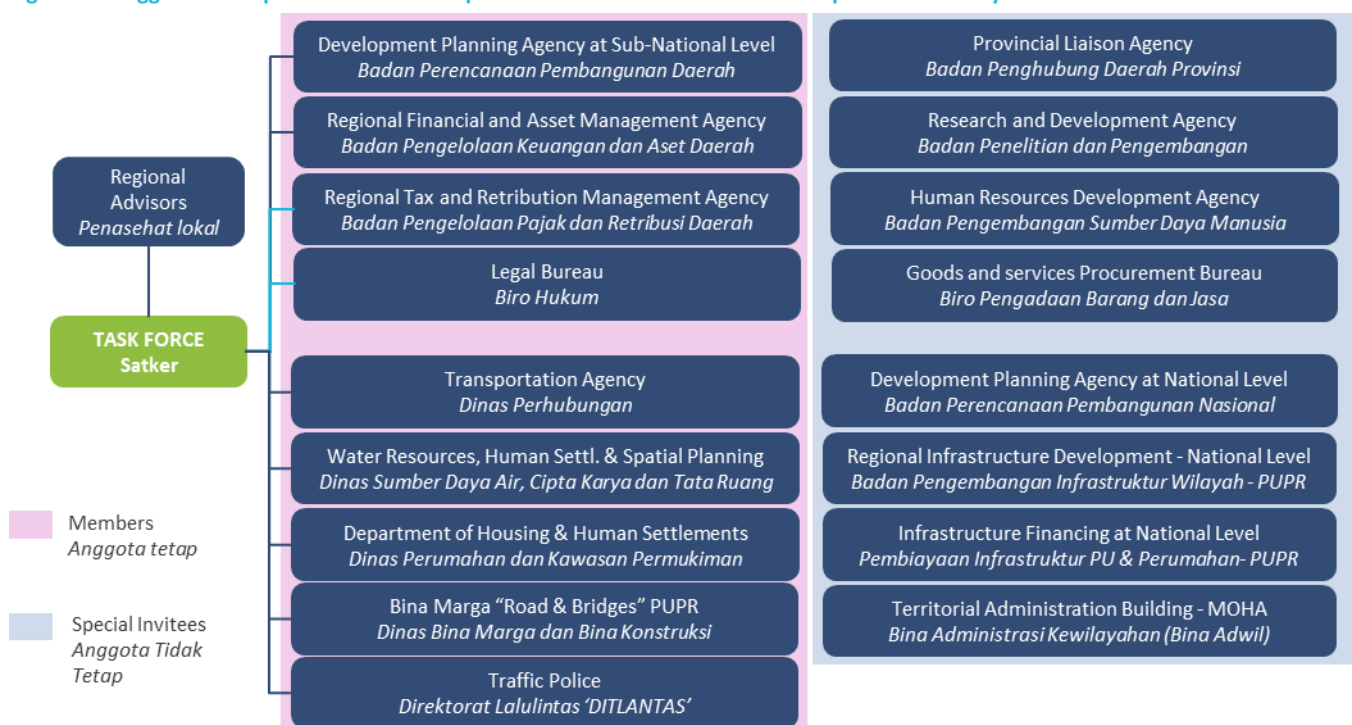 Regional
Advisors
Penasehat lokal
TASK FORCE
Satker
Members
Anggota tetap
Special Invitees
Anggota Tidak
Tetap
Development Planning Agency at Sub-National Level
Badan Perencanaan Pembangunan Daerah
Regional Financial and Asset Management Agency
Badan Pengelolaan Keuangan dan Aset Daerah
Regional Tax and Retribution Management Agency
Badan Pengelolaan Pajak dan Retribusi Daerah
Legal Bureau
Biro Hukum
Transportation Agency
Dinas Perhubungan
Water Resources, Human Settl. & Spatial Planning
Dinas Sumber Daya Air, Cipta Karya dan Tata Ruang
Department of Housing & Human Settlements
Dinas Perumahan dan Kawasan Permukiman
Bina Marga “Road & Bridges” PUPR
Dinas Bina Marga dan Bina Konstruksi
Traffic Police
Direktorat Lalulintas ‘DITLANTAS’
Provincial Liaison Agency
Badan Penghubung Daerah Provinsi
Research and Development Agency
Badan Penelitian dan Pengembangan
Human Resources Development Agency
Badan Pengembangan Sumber Daya Manusia
Goods and services Procurement Bureau
Biro Pengadaan Barang dan Jasa
Development Planning Agency at National Level
Badan Perencanaan Pembangunan Nasional
Regional Infrastructure Development - National Level
Badan Pengembangan Infrastruktur Wilayah - PUPR
Infrastructure Financing at National Level
Pembiayaan Infrastruktur PU & Perumahan- PUPR
Territorial Administration Building - MOHA
Bina Administrasi Kewilayahan (Bina Adwil)